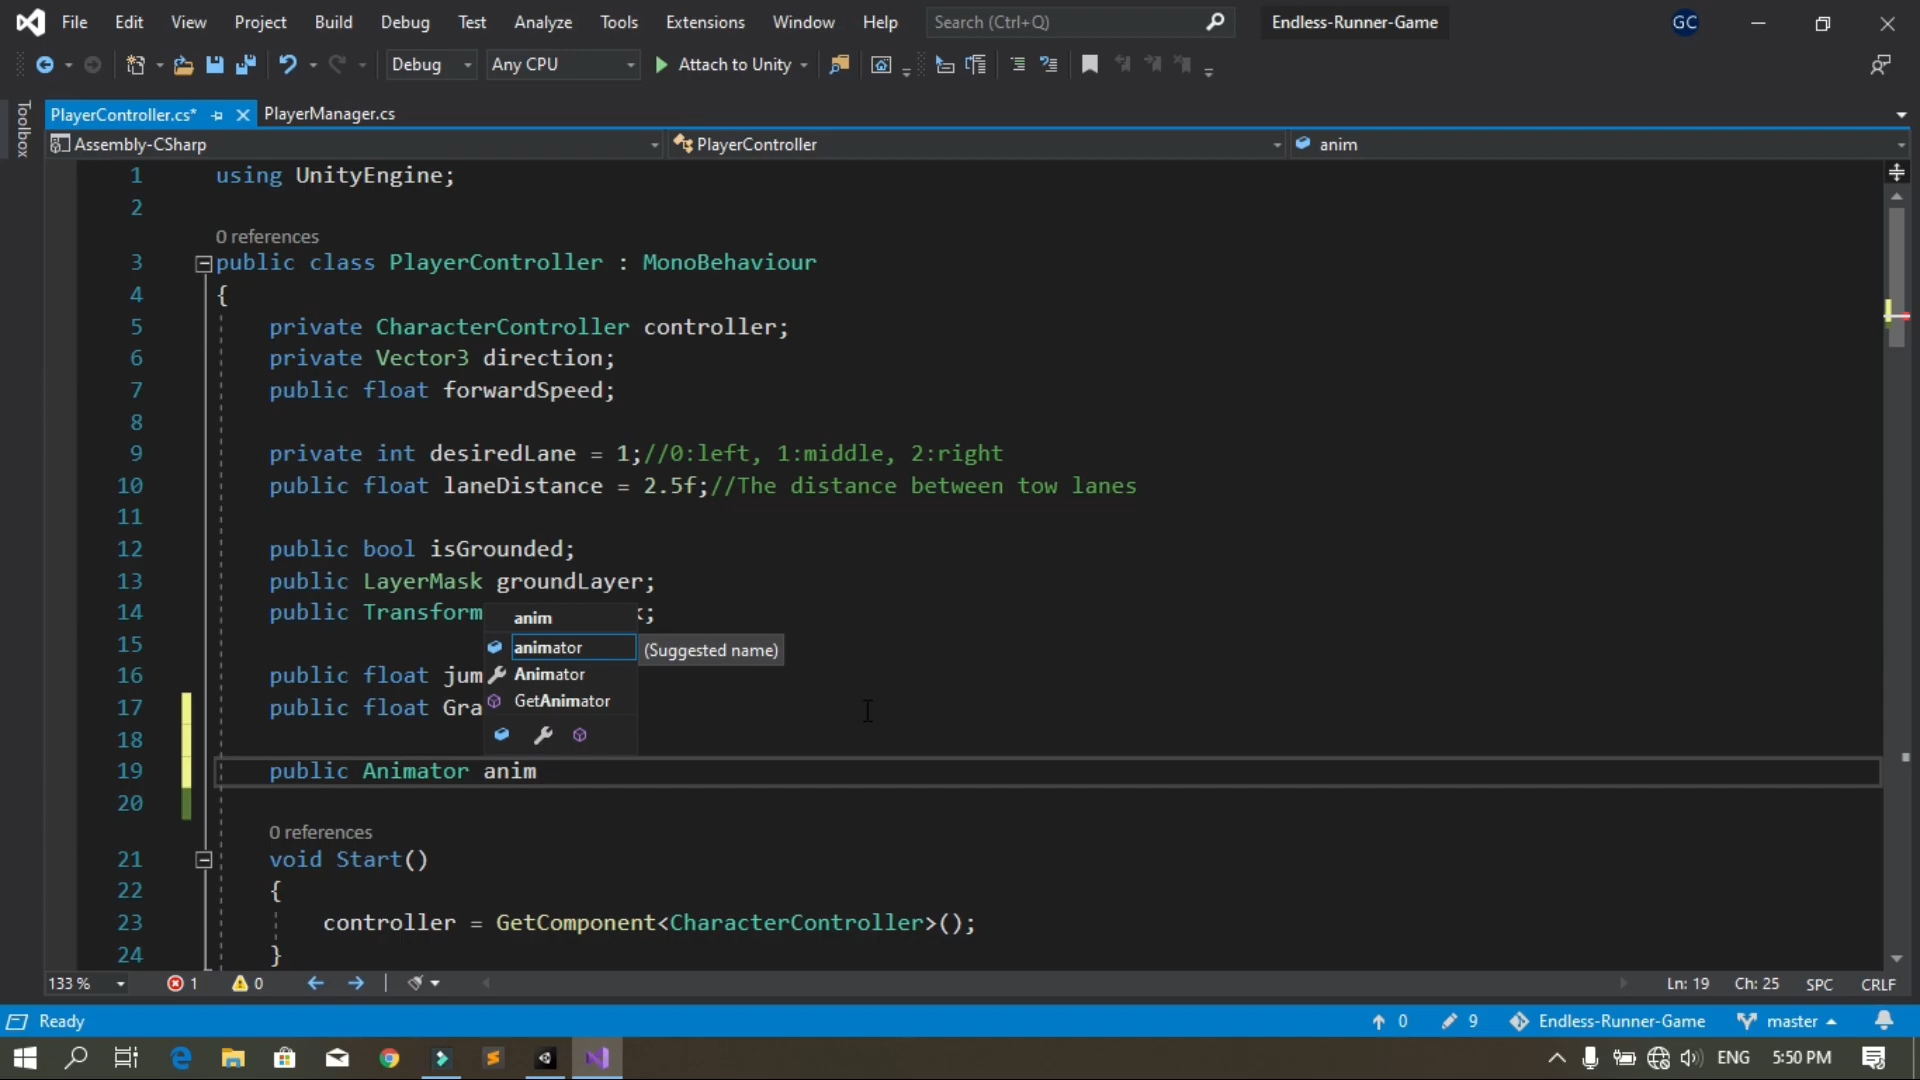 File Edit View Project Build Debug Test Analyze Tools Extensions Window Help Search (Ctrl+Q) Endless-Runner-Game GC
Debug Any CPU Attach to Unity
Toolbox
PlayerController.cs* PlayerManager.cs
Assembly-CSharp PlayerController anim
1 using UnityEngine;
2
0 references
3 public class PlayerController : MonoBehaviour
4 {
5 private CharacterController controller;
6 private Vector3 direction;
7 public float forwardSpeed;
8
9 private int desiredLane = 1;//0:left, 1:middle, 2:right
10 public float laneDistance = 2.5f;//The distance between tow lanes
11
12 public bool isGrounded;
13 public LayerMask groundLayer;
14 public Transform k;
anim
15
animator (Suggested name)
16 public float jum
Animator
17 public float Gra
GetAnimator
18
19 public Animator anim
20
0 references
21 void Start()
22 {
23 controller = GetComponent<CharacterController>();
24 }
133 % 1 0 Ln: 19 Ch: 25 SPC CRLF
Ready 0 9 Endless-Runner-Game master
ENG 5:50 PM